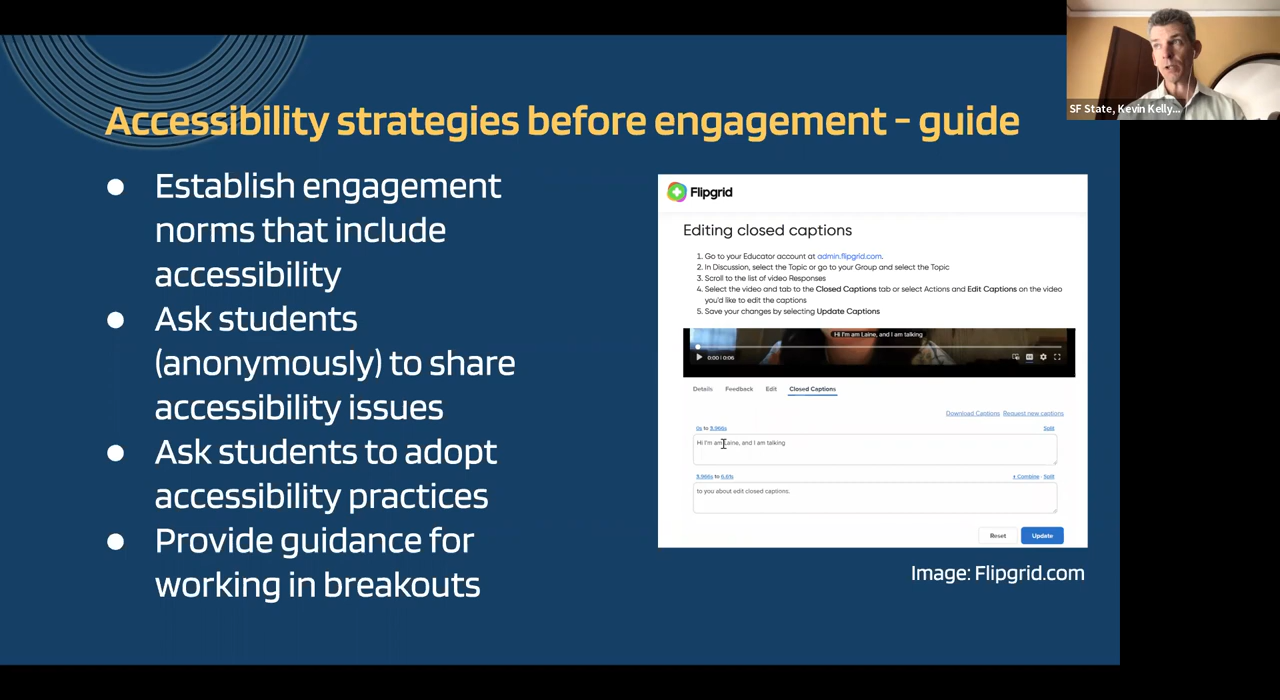 SF State, Kevin Kelly...
Accessibility strategies before engagement - guide
● Establish engagement
norms that include
accessibility
● Ask students
(anonymously) to share
accessibility issues
● Ask students to adopt
accessibility practices
● Provide guidance for
working in breakouts
Flipgrid
Editing closed captions
1. Go to your Educator account at admin.flipgrid.com.
2. In Discussion, select the Topic or go to your Group and select the Topic
3. Scroll to the list of video Responses
4. Select the video and tab to the Closed Captions tab or select Actions and Edit Captions on the video
you'd like to edit the captions
5. Save your changes by selecting Update Captions
Hi I'm am Laine, and I am talking
0:00 | 0:06
Details Feedback Edit Closed Captions
Download Captions Request new captions
0s to Split
Hi I'm am Laine, and I am talking
to Combine Split
to you about edit closed captions.
Reset Update
Image: Flipgrid.com